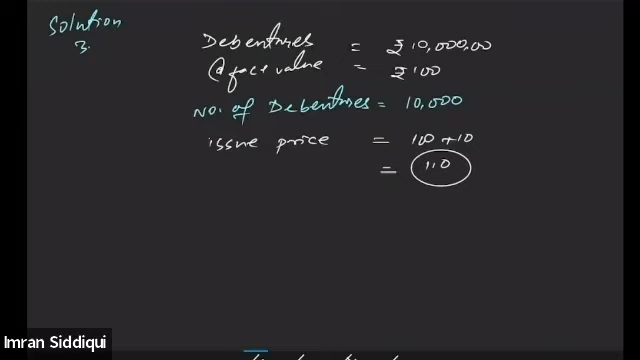 Solution
3.
Debentures = ₹10,000,00
@face value = ₹100
No. of Debentures = 10,000
issue price = 100 + 10
= 110
Imran Siddiqui